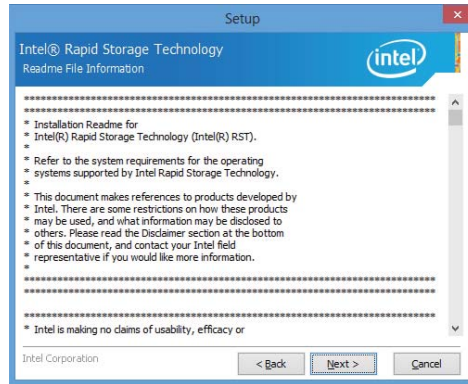 Setup
Intel® Rapid Storage Technology
Readme File Information
intel
************************************************************
************************************************************
* Installation Readme for
* Intel(R) Rapid Storage Technology (Intel(R) RST).
*
* Refer to the system requirements for the operating
* systems supported by Intel Rapid Storage Technology.
*
* This document makes references to products developed by
* Intel. There are some restrictions on how these products
* may be used, and what information may be disclosed to
* others. Please read the Disclaimer section at the bottom
* of this document, and contact your Intel field
* representative if you would like more information.
*
************************************************************
************************************************************
************************************************************
* Intel is making no claims of usability, efficacy or
Intel Corporation
< Back
Next >
Cancel